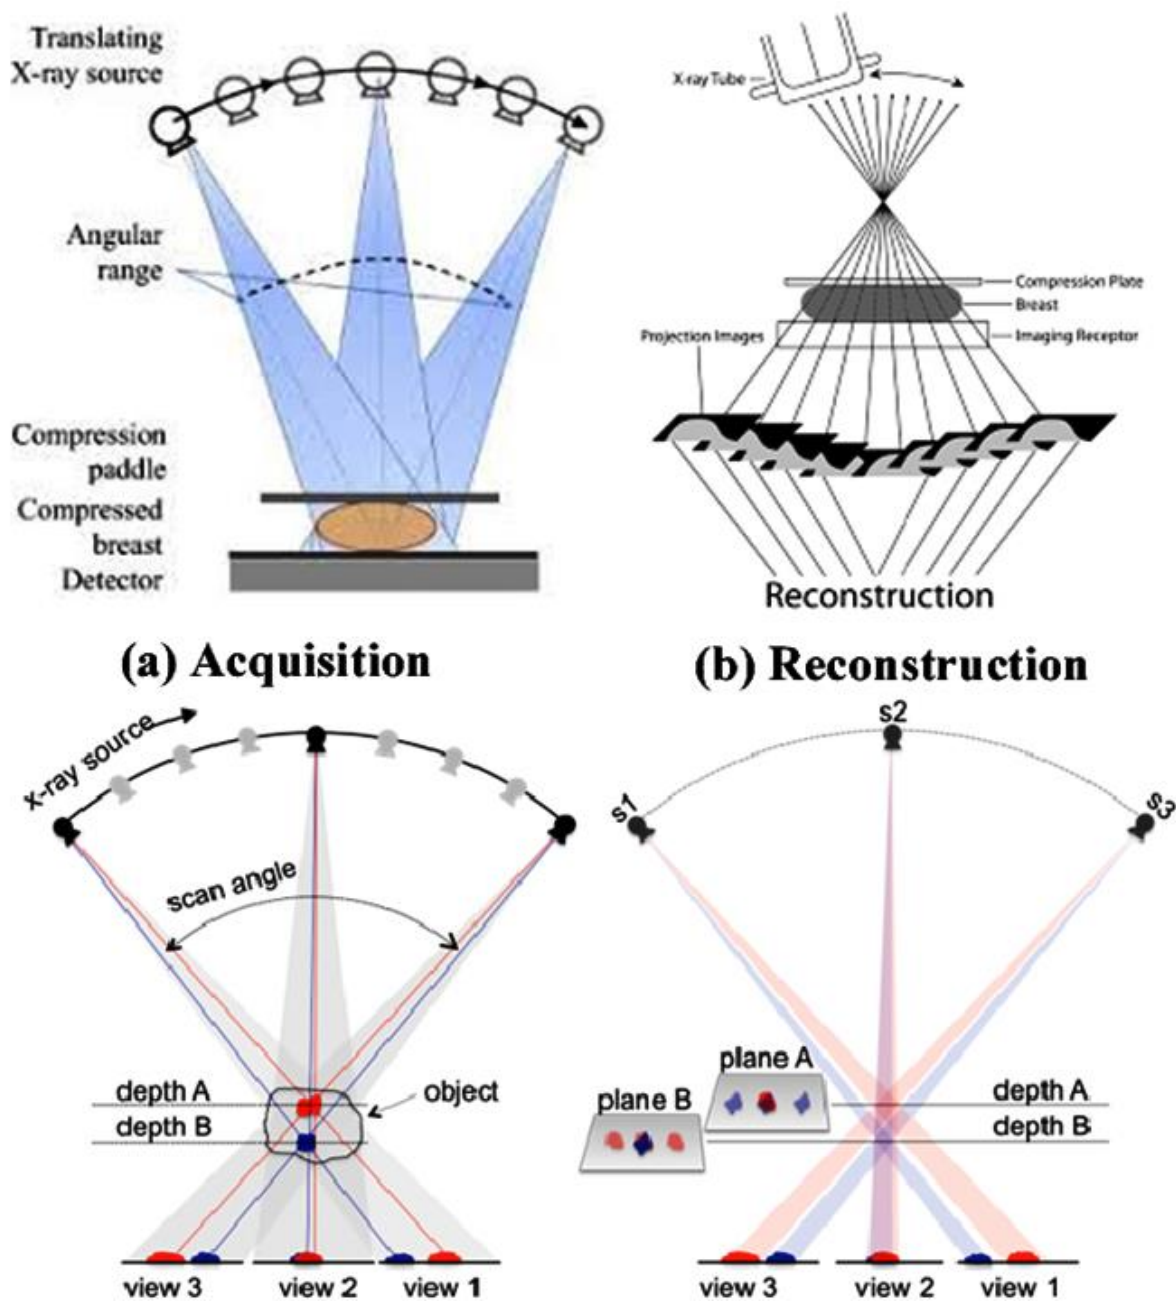 Translating
X-ray source
Angular
range
Compression
paddle
Compressed
breast
Detector
X-ray Tube
Compression Plate
Breast
Imaging Receptor
Projection Images
Reconstruction
(a) Acquisition
(b) Reconstruction
x-ray source
scan angle
depth A
depth B
object
view 3
view 2
view 1
s1
s2
s3
plane A
plane B
depth A
depth B
view 3
view 2
view 1